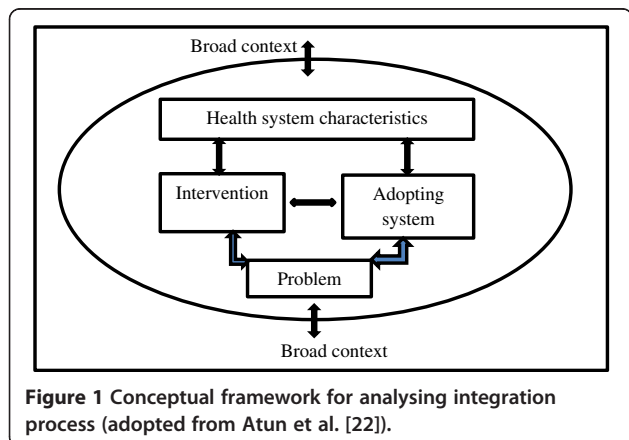 Broad context
Health system characteristics
Intervention
Adopting
system
Problem
Broad context
Figure 1 Conceptual framework for analysing integration
process (adopted from Atun et al. [22]).